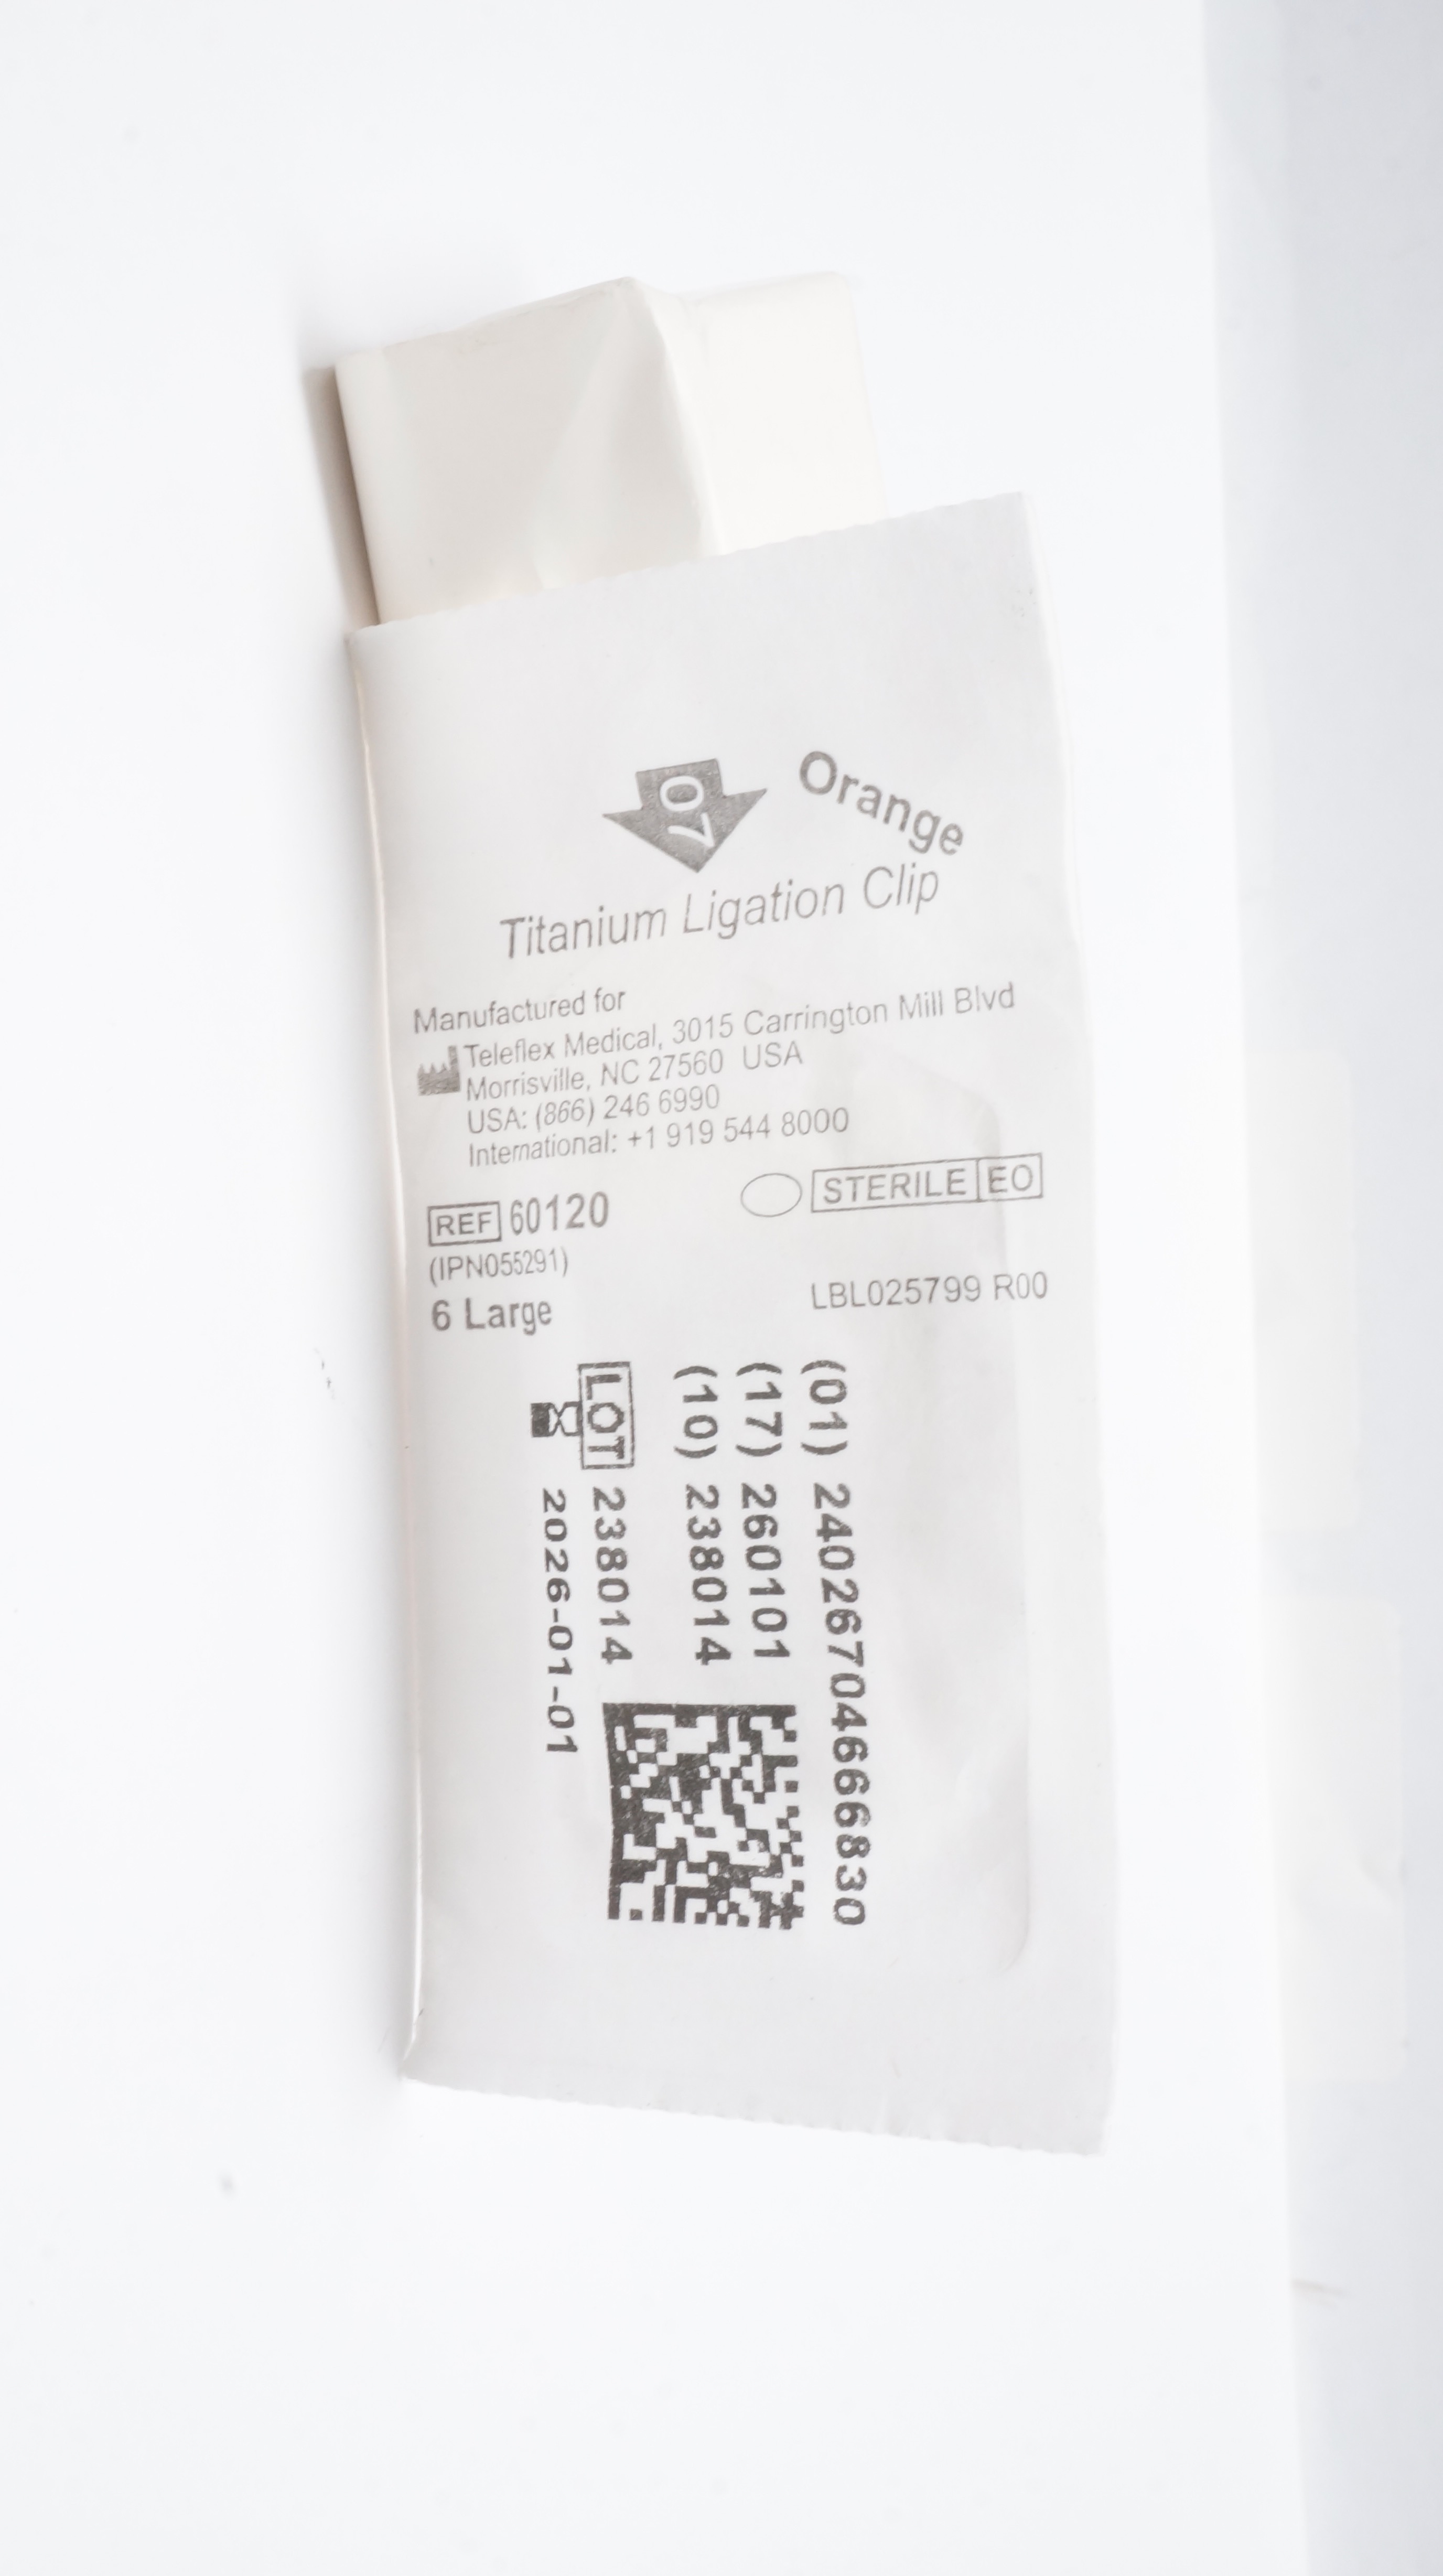 07
Orange
Titanium Ligation Clip
Manufactured for
Teleflex Medical, 3015 Carrington Mill Blvd
Morrisville, NC 27560 USA
USA: (866) 246 6990
International: +1 919 544 8000
REF 60120
STERILE EO
(IPN055291)
6 Large
LBL025799 R00
(01) 24026704666830
(17) 260101
(10) 238014
LOT 238014
2026-01-01